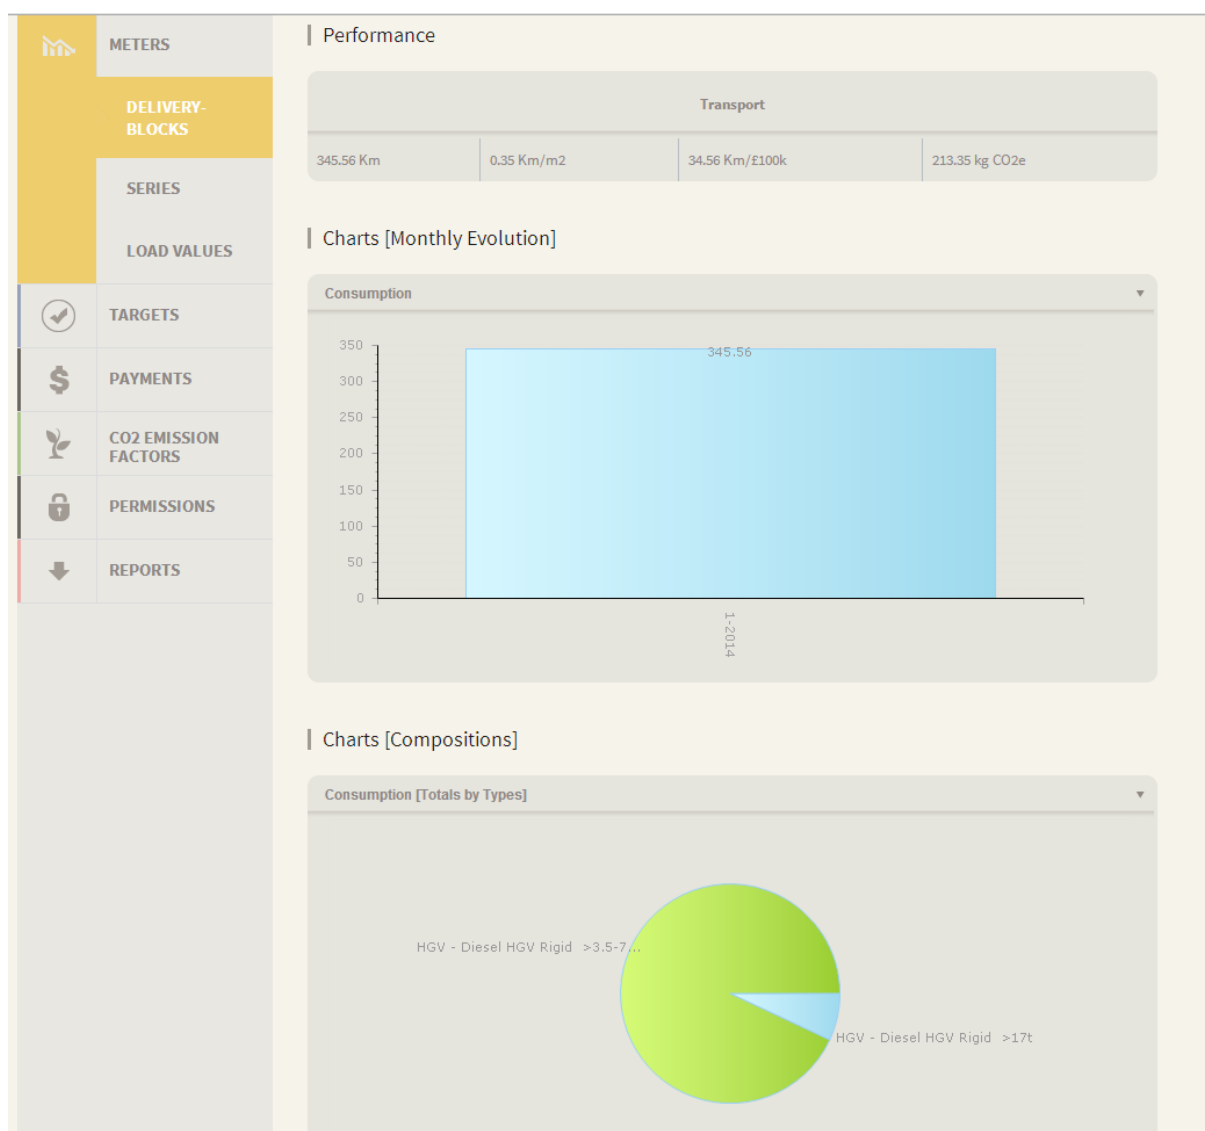 METERS
DELIVERY-
BLOCKS
SERIES
LOAD VALUES
TARGETS
PAYMENTS
CO2 EMISSION
FACTORS
PERMISSIONS
REPORTS
Performance
Transport
345.56 Km 0.35 Km/m2 34.56 Km/£100k 213.35 kg CO2e
Charts [Monthly Evolution]
Consumption
350
300
250
200
150
100
50
0
345.56
1-2014
Charts [Compositions]
Consumption [Totals by Types]
HGV - Diesel HGV Rigid >3.5-7...
HGV - Diesel HGV Rigid >17t